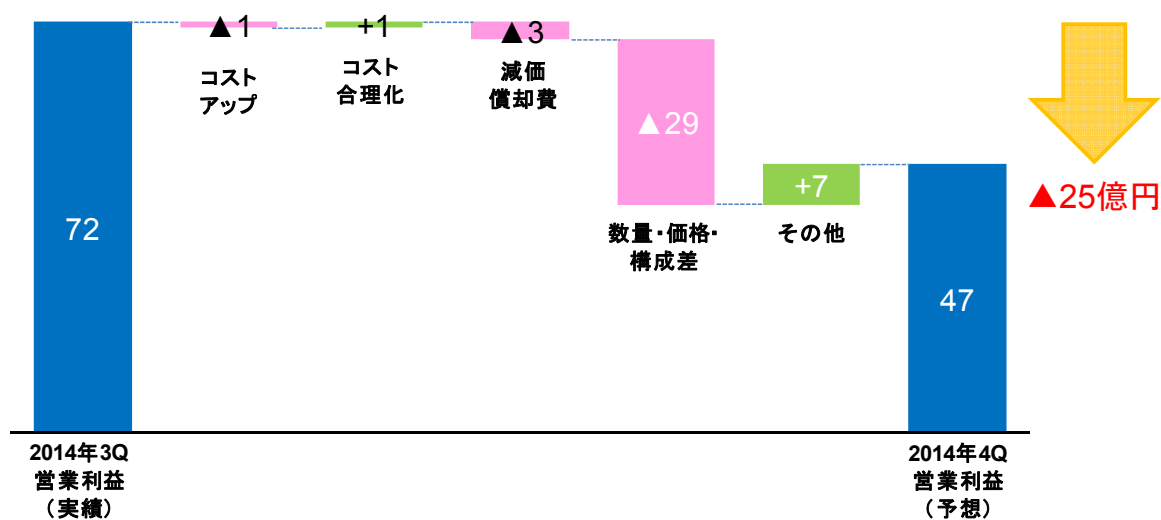 ▲1
コスト
アップ
+1
コスト
合理化
▲3
減価
償却費
▲29
数量・価格・
構成差
+7
その他
▲25億円
72
47
2014年3Q
営業利益
（実績）
2014年4Q
営業利益
（予想）